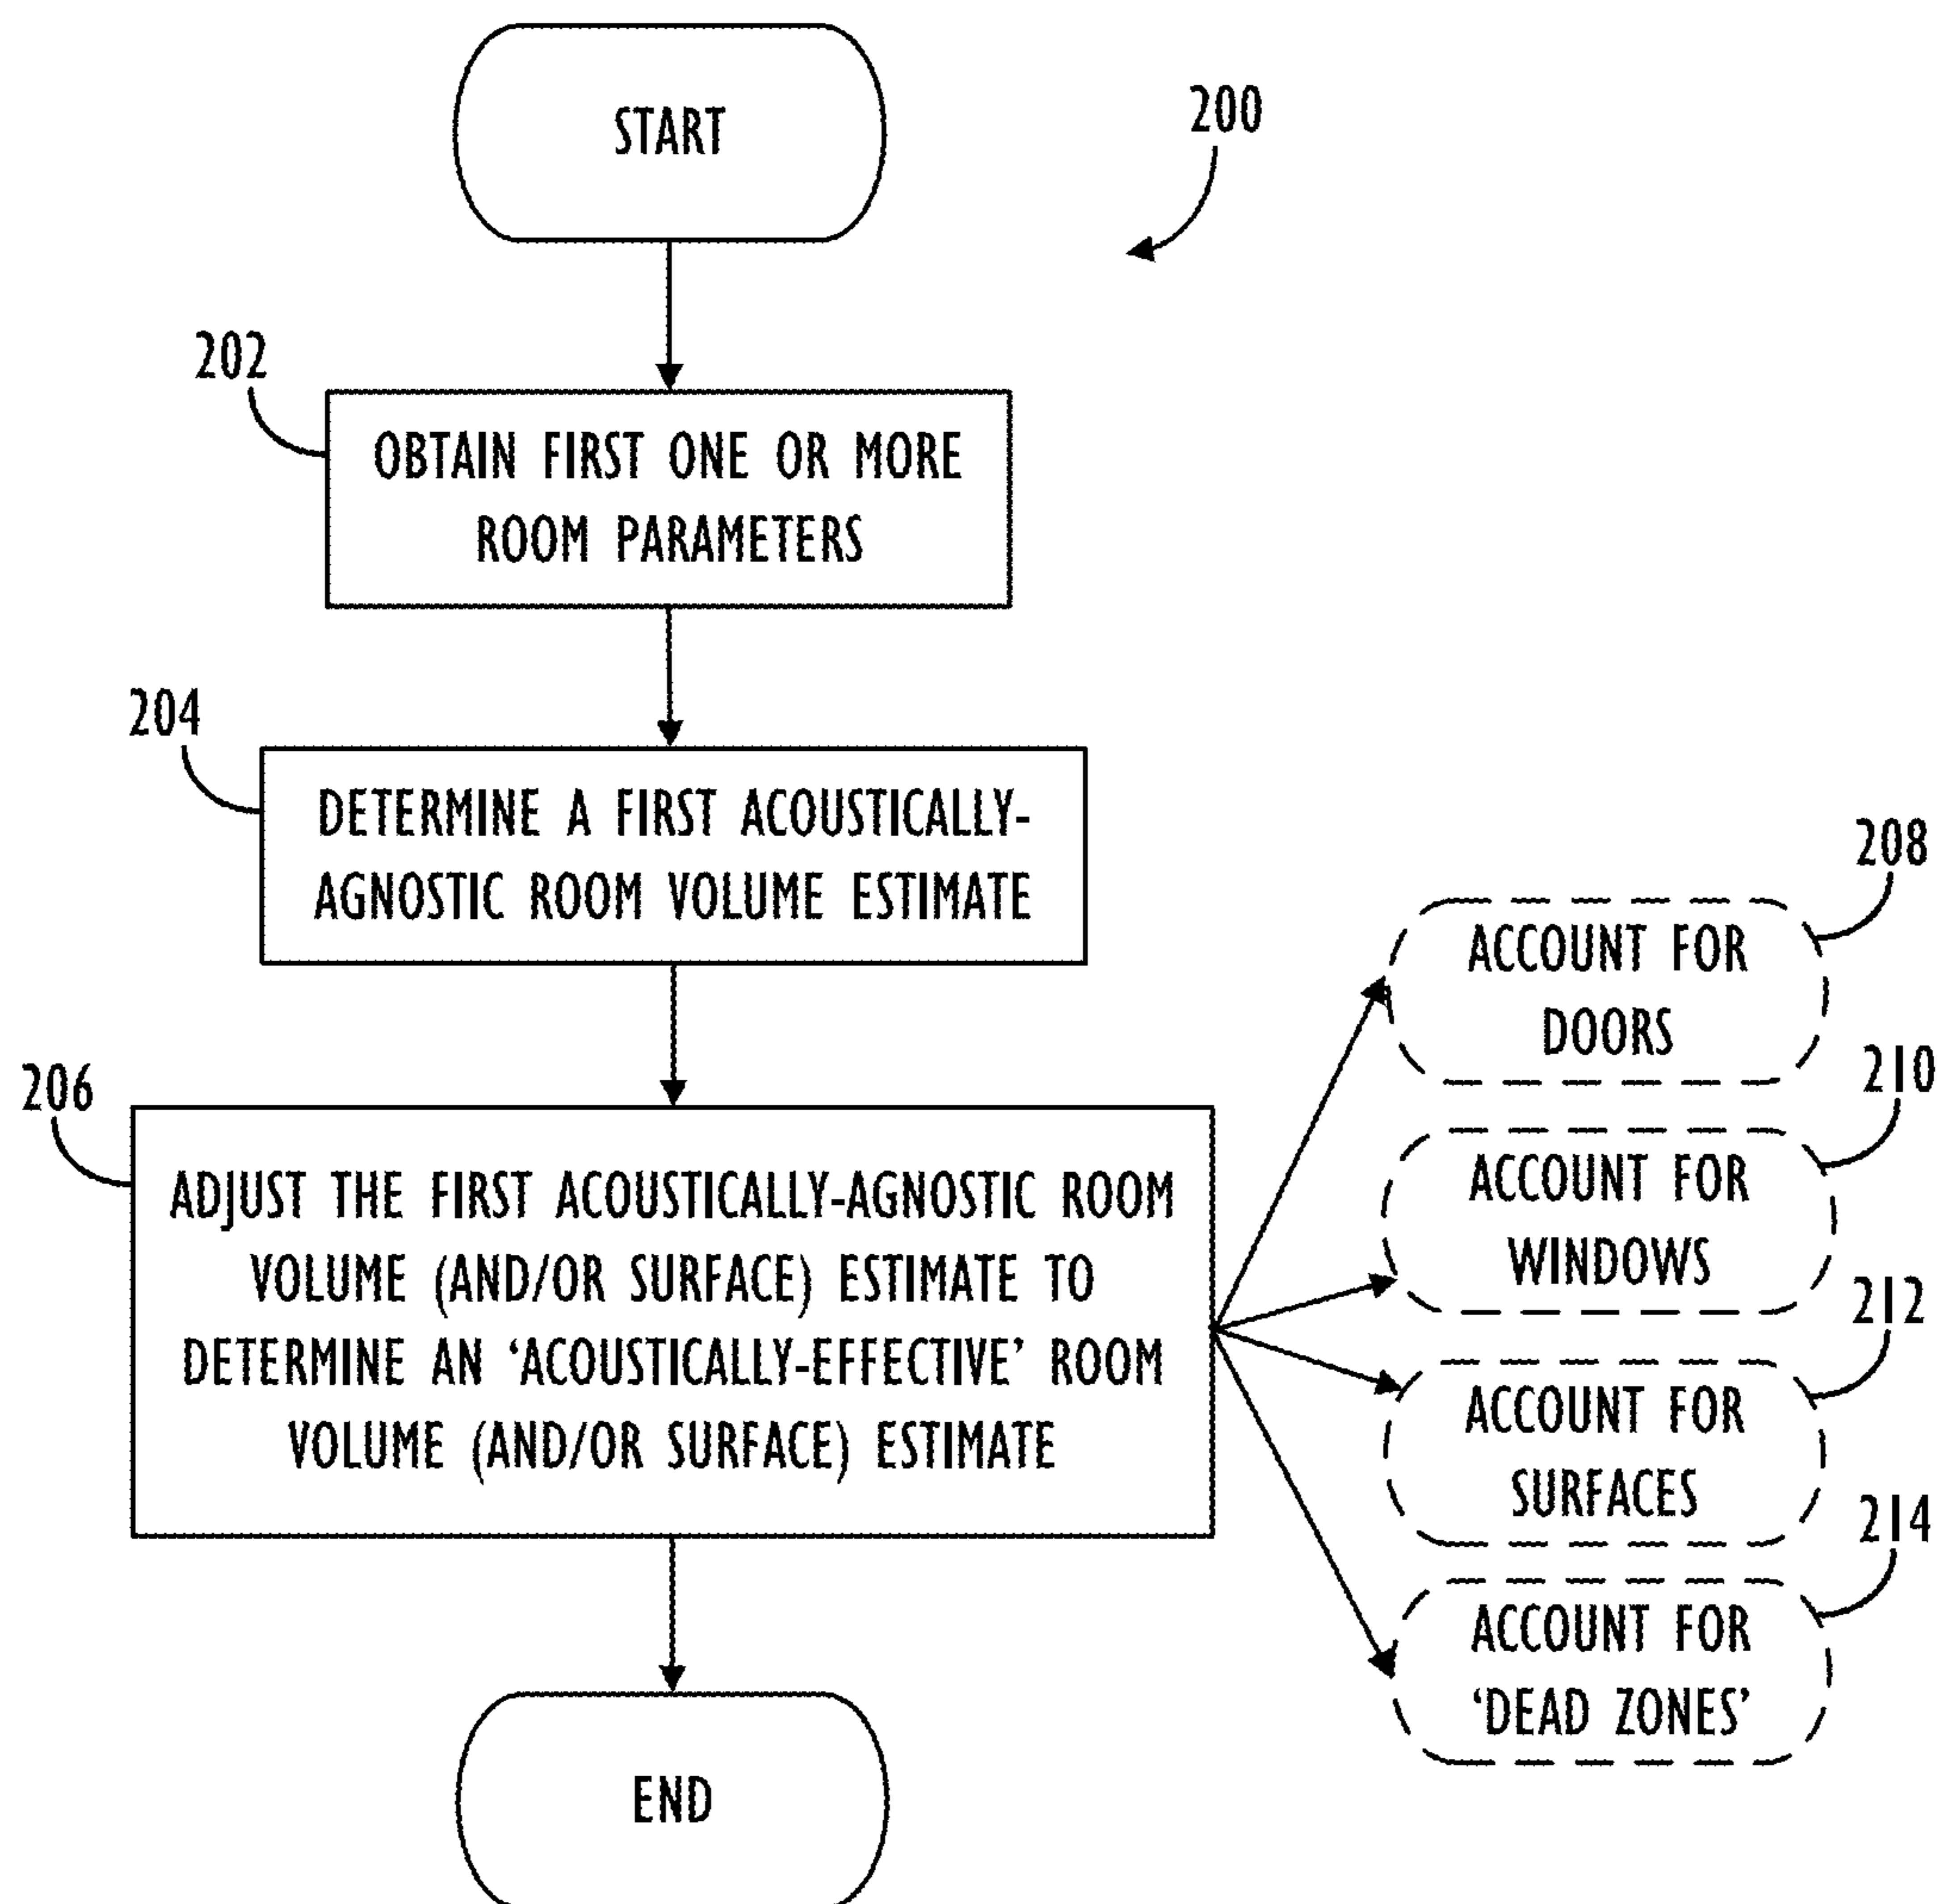 START
200
202
OBTAIN FIRST ONE OR MORE
ROOM PARAMETERS
204
DETERMINE A FIRST ACOUSTICALLY-
AGNOSTIC ROOM VOLUME ESTIMATE
206
ADJUST THE FIRST ACOUSTICALLY-AGNOSTIC ROOM
VOLUME (AND/OR SURFACE) ESTIMATE TO
DETERMINE AN ‘ACOUSTICALLY-EFFECTIVE’ ROOM
VOLUME (AND/OR SURFACE) ESTIMATE
208
ACCOUNT FOR
DOORS
210
ACCOUNT FOR
WINDOWS
212
ACCOUNT FOR
SURFACES
214
ACCOUNT FOR
‘DEAD ZONES’
END